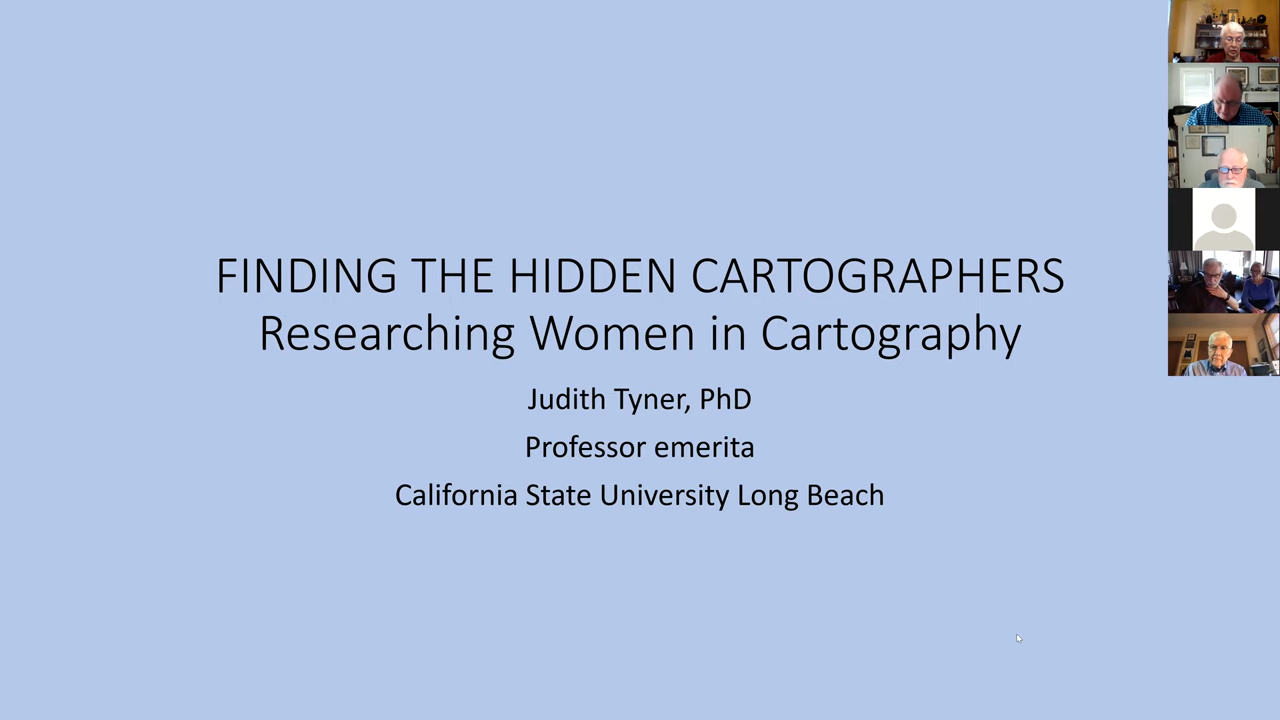 FINDING THE HIDDEN CARTOGRAPHERS
Researching Women in Cartography
Judith Tyner, PhD
Professor emerita
California State University Long Beach